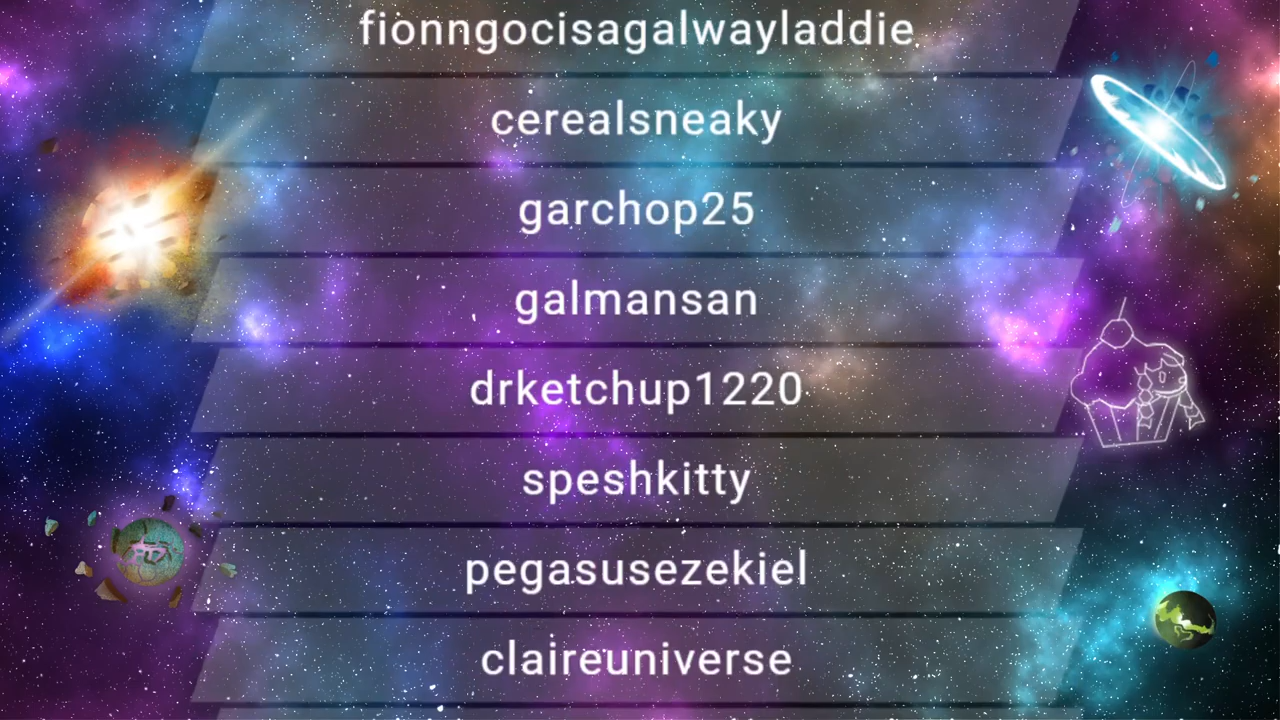 fionngocisagalwayladdie
cerealsneaky
garchop25
galmansan
drketchup1220
speshkitty
pegasusezekiel
claireuniverse